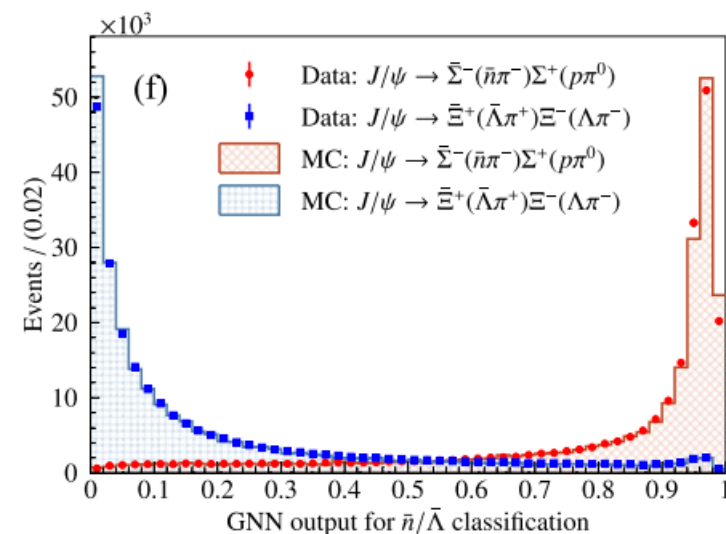 ×10³
(f)
Data: J/ψ → Σ̄⁻(n̄π⁻)Σ⁺(pπ⁰)
Data: J/ψ → Ξ̄⁺(Λ̄π⁺)Ξ⁻(Λπ⁻)
MC: J/ψ → Σ̄⁻(n̄π⁻)Σ⁺(pπ⁰)
MC: J/ψ → Ξ̄⁺(Λ̄π⁺)Ξ⁻(Λπ⁻)
Events / (0.02)
50
40
30
20
10
0
0 0.1 0.2 0.3 0.4 0.5 0.6 0.7 0.8 0.9 1
GNN output for n̄/Λ̄ classification